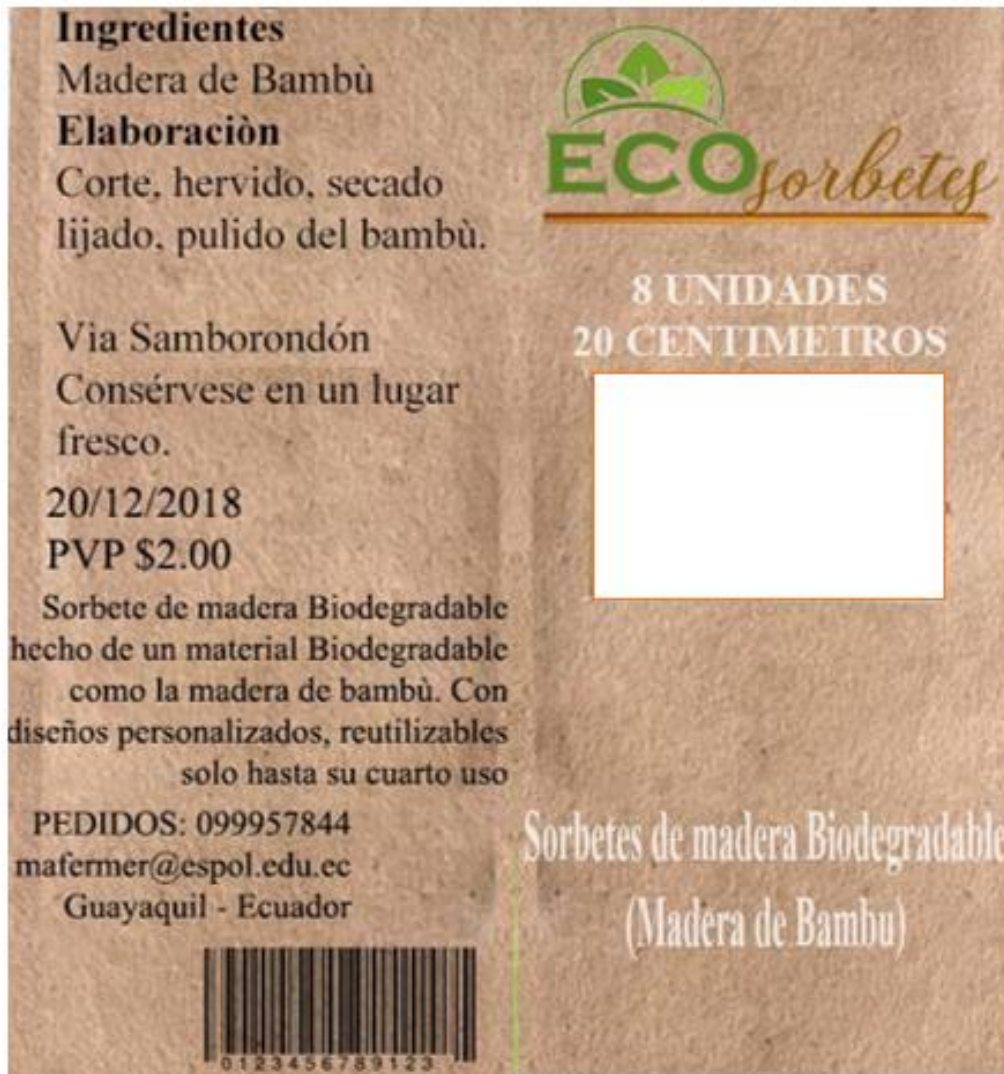 Ingredientes
Madera de Bambù
Elaboraciòn
Corte, hervido, secado
lijado, pulido del bambù.
Via Samborondón
Consérvese en un lugar
fresco.
20/12/2018
PVP $2.00
Sorbete de madera Biodegradable
hecho de un material Biodegradable
como la madera de bambù. Con
diseños personalizados, reutilizables
solo hasta su cuarto uso
PEDIDOS: 099957844
mafermer@espol.edu.ec
Guayaquil - Ecuador
0123456789123
ECOsorbetes
8 UNIDADES
20 CENTIMETROS
Sorbetes de madera Biodegradable
(Madera de Bambu)